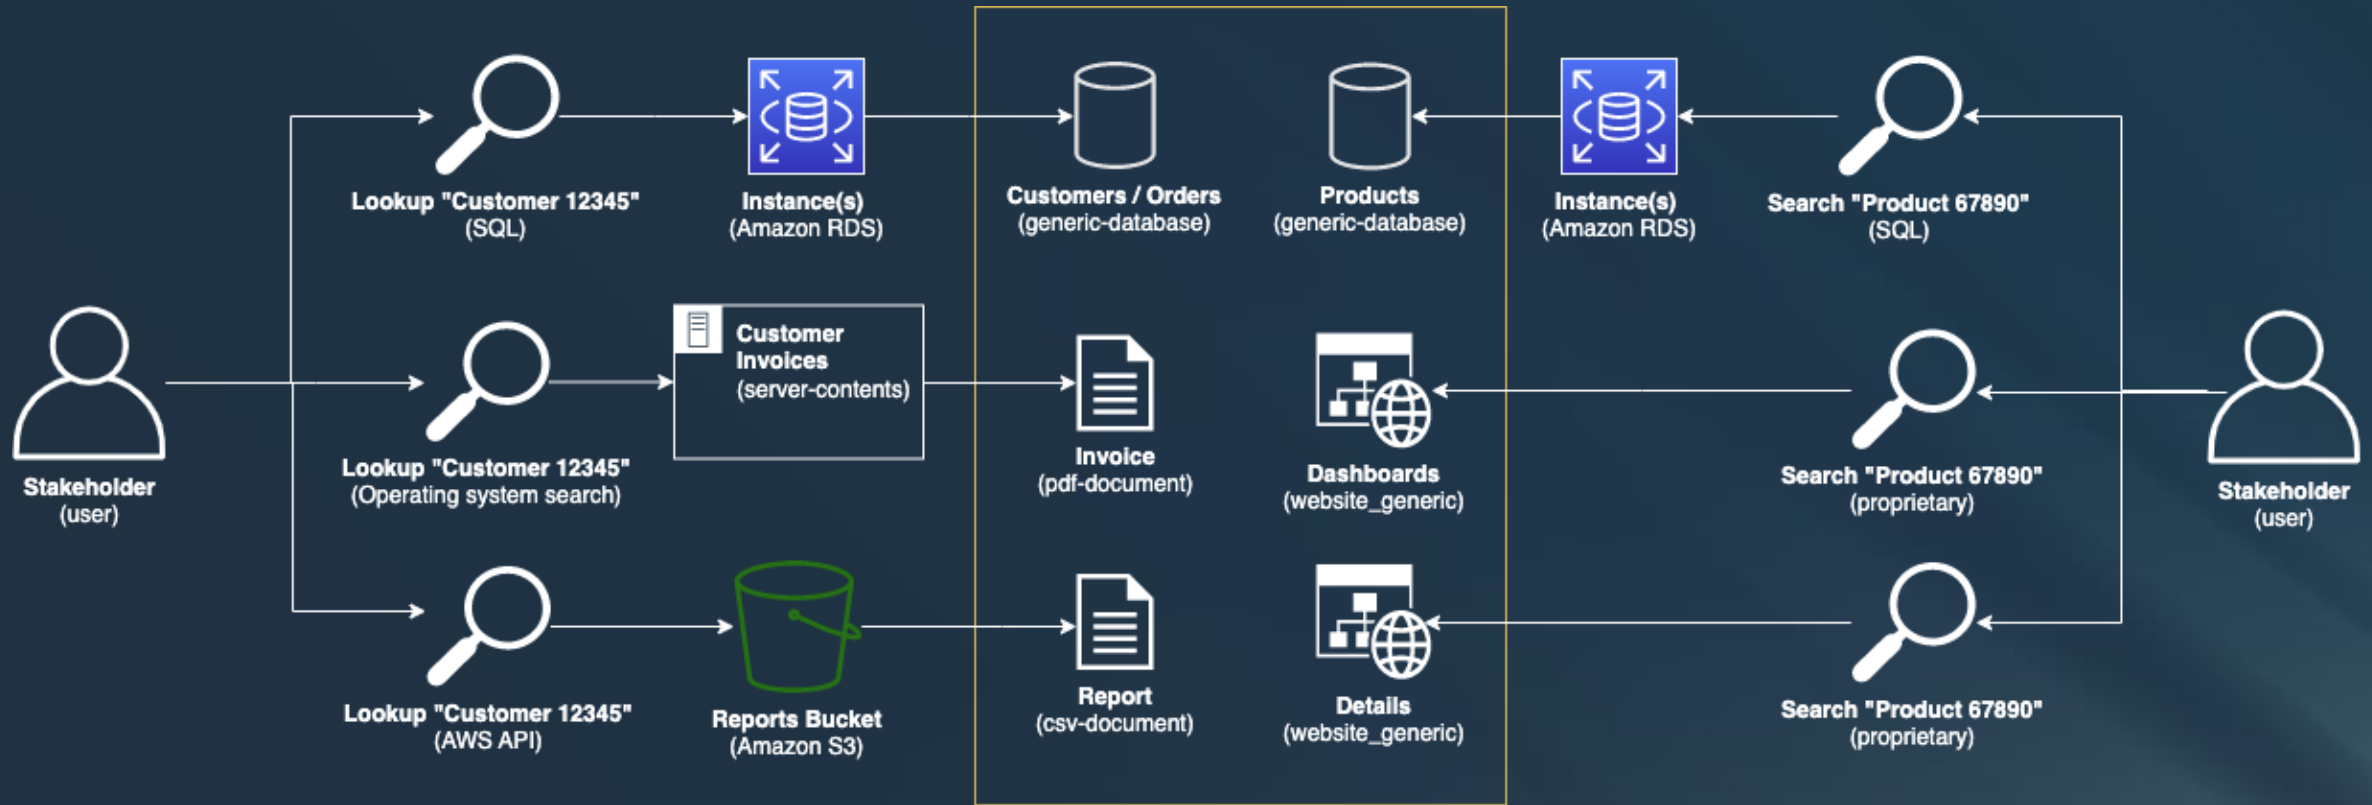 Lookup "Customer 12345"
(SQL)
Instance(s)
(Amazon RDS)
Customers / Orders
(generic-database)
Products
(generic-database)
Instance(s)
(Amazon RDS)
Search "Product 67890"
(SQL)
Stakeholder
(user)
Lookup "Customer 12345"
(Operating system search)
Customer
Invoices
(server-contents)
Invoice
(pdf-document)
Dashboards
(website_generic)
Search "Product 67890"
(proprietary)
Stakeholder
(user)
Lookup "Customer 12345"
(AWS API)
Reports Bucket
(Amazon S3)
Report
(csv-document)
Details
(website_generic)
Search "Product 67890"
(proprietary)